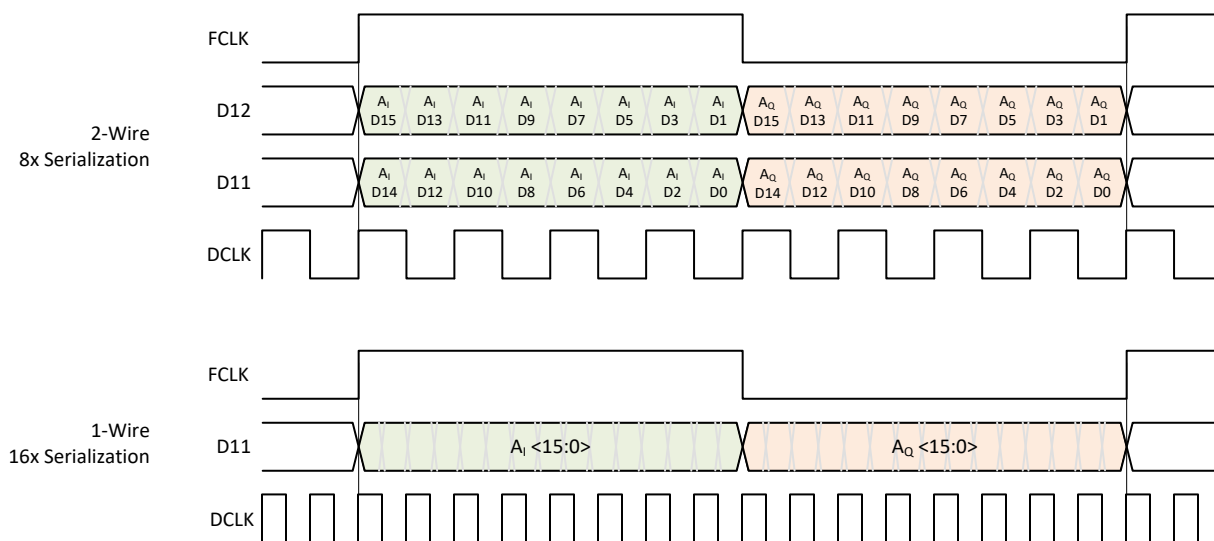 FCLK
2-Wire
8x Serialization
D12
A_I A_I A_I A_I A_I A_I A_I A_I A_Q A_Q A_Q A_Q A_Q A_Q A_Q A_Q
D15 D13 D11 D9 D7 D5 D3 D1 D15 D13 D11 D9 D7 D5 D3 D1
D11
A_I A_I A_I A_I A_I A_I A_I A_I A_Q A_Q A_Q A_Q A_Q A_Q A_Q A_Q
D14 D12 D10 D8 D6 D4 D2 D0 D14 D12 D10 D8 D6 D4 D2 D0
DCLK
FCLK
1-Wire
16x Serialization
D11
A_I <15:0> A_Q <15:0>
DCLK